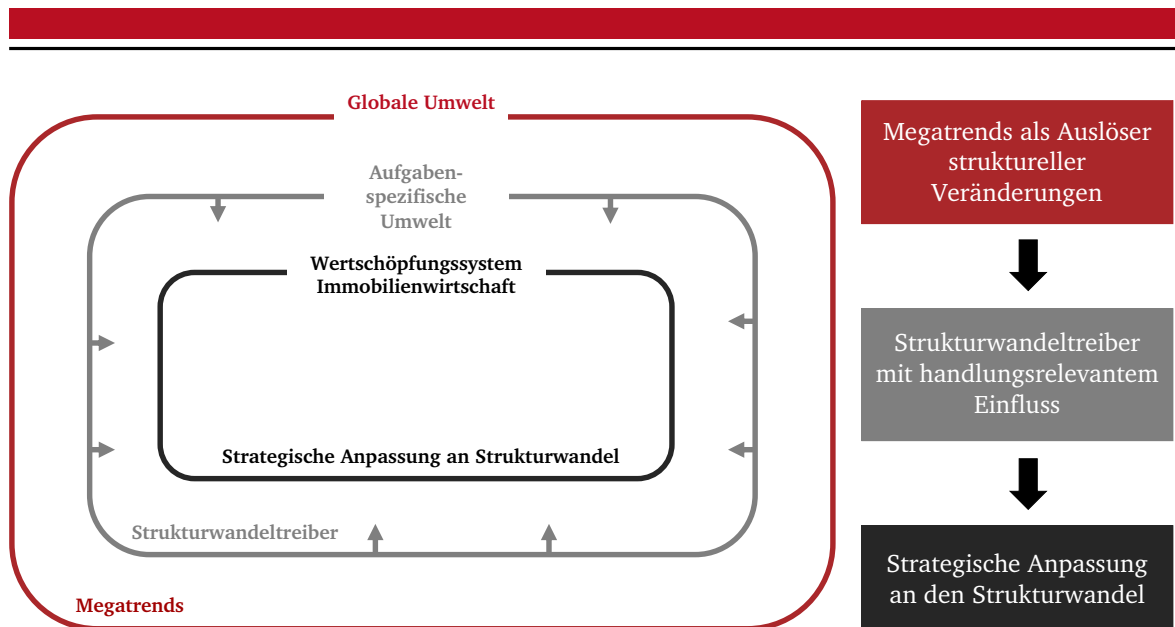 Globale Umwelt
Aufgaben-
spezifische
Umwelt
Wertschöpfungssystem
Immobilienwirtschaft
Strategische Anpassung an Strukturwandel
Strukturwandeltreiber
Megatrends
Megatrends als Auslöser
struktureller
Veränderungen
Strukturwandeltreiber
mit handlungsrelevantem
Einfluss
Strategische Anpassung
an den Strukturwandel